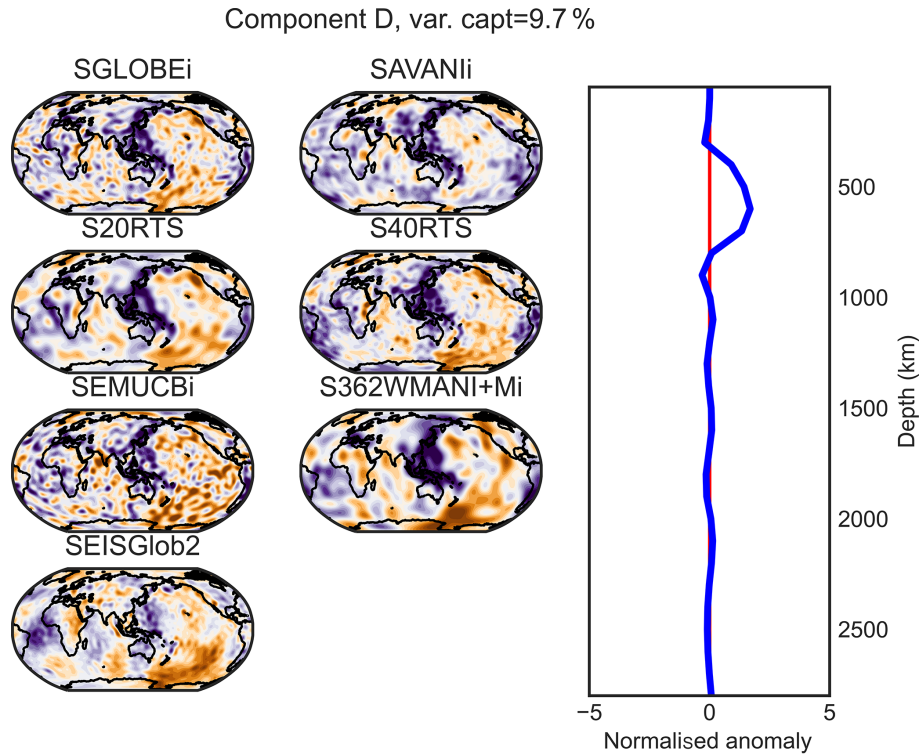 Component D, var. capt=9.7 %
SGLOBEi
SAVANIi
S20RTS
S40RTS
SEMUCBi
S362WMANI+Mi
SEISGlob2
500
1000
1500
2000
2500
Depth (km)
−5
0
5
Normalised anomaly